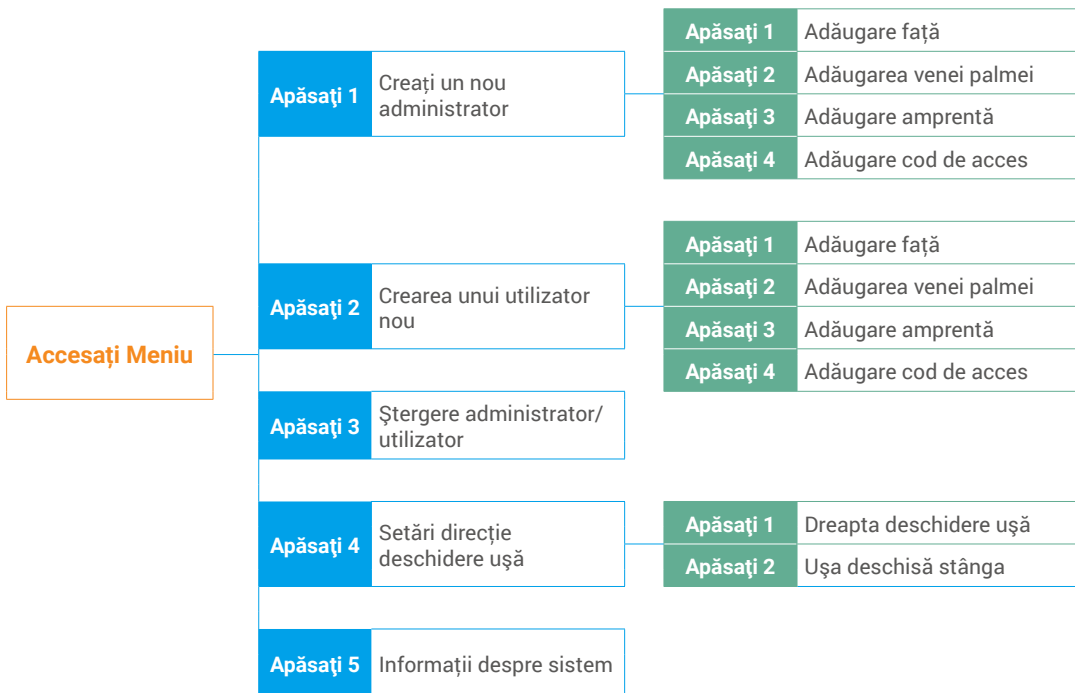 Accesați Meniu
Apăsaţi 1
Creați un nou
administrator
Apăsaţi 1 Adăugare față
Apăsaţi 2 Adăugarea venei palmei
Apăsaţi 3 Adăugare amprentă
Apăsaţi 4 Adăugare cod de acces
Apăsaţi 2
Crearea unui utilizator
nou
Apăsaţi 1 Adăugare față
Apăsaţi 2 Adăugarea venei palmei
Apăsaţi 3 Adăugare amprentă
Apăsaţi 4 Adăugare cod de acces
Apăsaţi 3
Ştergere administrator/
utilizator
Apăsaţi 4
Setări direcție
deschidere uşă
Apăsaţi 1 Dreapta deschidere uşă
Apăsaţi 2 Uşa deschisă stânga
Apăsaţi 5 Informații despre sistem